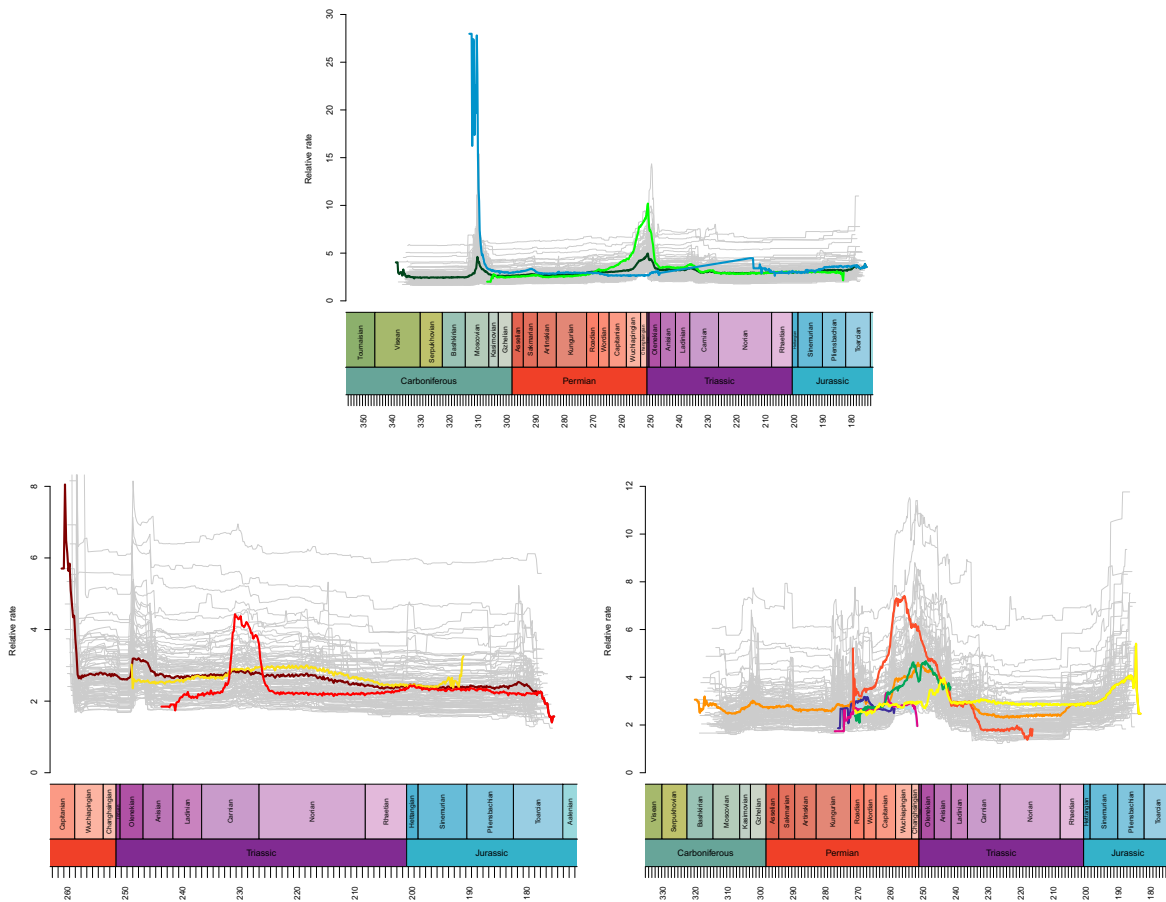 30
25
20
15
10
5
0
Relative rate
Tournaisian Visean Serpukhovian Bashkirian Moscovian Kasimovian Gzhelian Asselian Sakmarian Artinskian Kungurian Roadian Wordian Capitanian Wuchiapingian Changhsingian Olenekian Anisian Ladinian Carnian Norian Rhaetian Hettangian Sinemurian Pliensbachian Toarcian
Carboniferous Permian Triassic Jurassic
350 340 330 320 310 300 290 280 270 260 250 240 230 220 210 200 190 180
8
6
4
2
0
Relative rate
Capitanian Wuchiapingian Changhsingian Olenekian Anisian Ladinian Carnian Norian Rhaetian Hettangian Sinemurian Pliensbachian Toarcian Aalenian
Triassic Jurassic
260 250 240 230 220 210 200 190 180
12
10
8
6
4
2
0
Relative rate
Visean Serpukhovian Bashkirian Moscovian Kasimovian Gzhelian Asselian Sakmarian Artinskian Kungurian Roadian Wordian Capitanian Wuchiapingian Changhsingian Olenekian Anisian Ladinian Carnian Norian Rhaetian Hettangian Sinemurian Pliensbachian Toarcian
Carboniferous Permian Triassic Jurassic
330 320 310 300 290 280 270 260 250 240 230 220 210 200 190 180